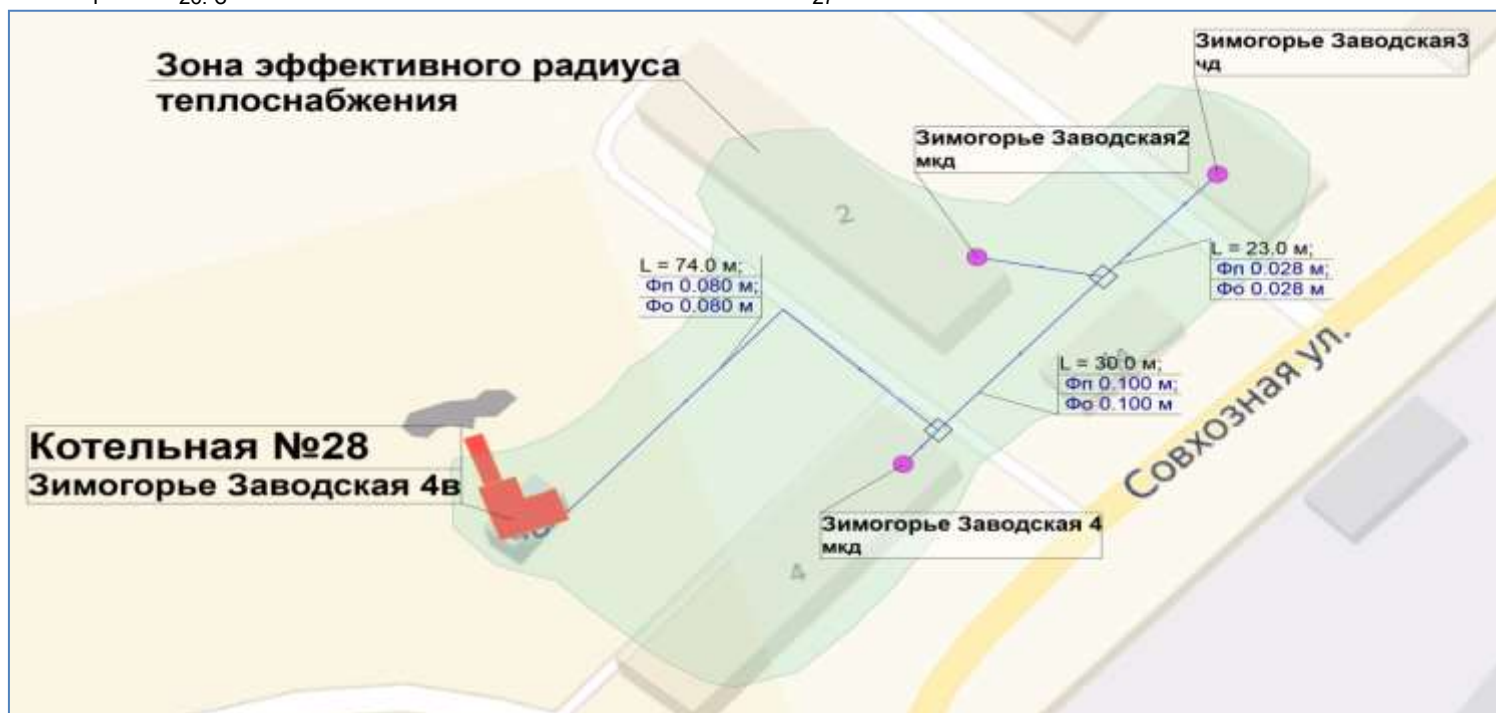 27
Зона эффективного радиуса
теплоснабжения
Зимогорье Заводская3
чд
Зимогорье Заводская2
мкд
2
L = 74.0 м;
Фп 0.080 м;
Фо 0.080 м
L = 23.0 м;
Фп 0.028 м;
Фо 0.028 м
L = 30.0 м;
Фп 0.100 м;
Фо 0.100 м
Совхозная ул.
Котельная №28
Зимогорье Заводская 4в
Зимогорье Заводская 4
мкд
4